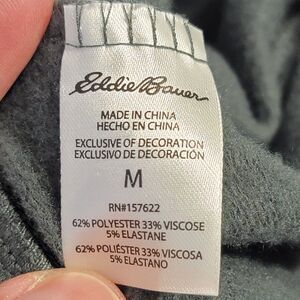 Eddie Bauer
MADE IN CHINA
HECHO EN CHINA
EXCLUSIVE OF DECORATION
EXCLUSIVO DE DECORACIÓN
M
RN#157622
62% POLYESTER 33% VISCOSE
5% ELASTANE
62% POLIÉSTER 33% VISCOSA
5% ELASTANO